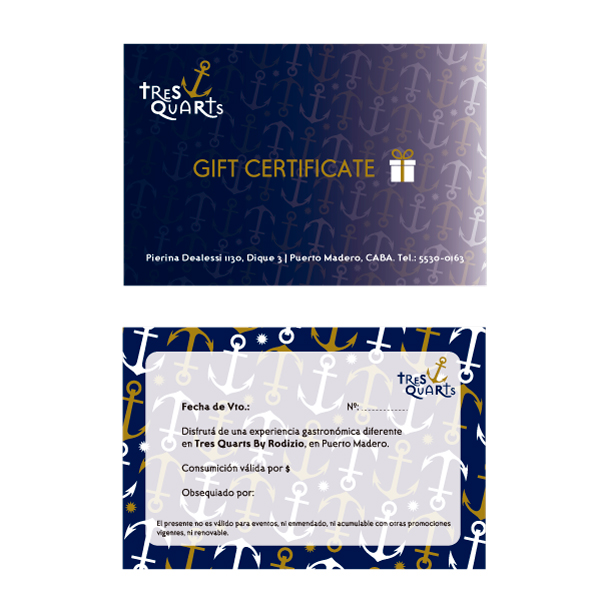 TRES
QUARTS
GIFT CERTIFICATE
Pierina Dealessi 1130, Dique 3 | Puerto Madero, CABA. Tel.: 5530-0163
TRES
QUARTS
Fecha de Vto.: Nº:
Disfrutá de una experiencia gastronómica diferente
en Tres Quarts By Rodizio, en Puerto Madero.
Consumición válida por $
Obsequiado por:
El presente no es válido para eventos, ni enmendado, ni acumulable con otras promociones
vigentes, ni renovable.